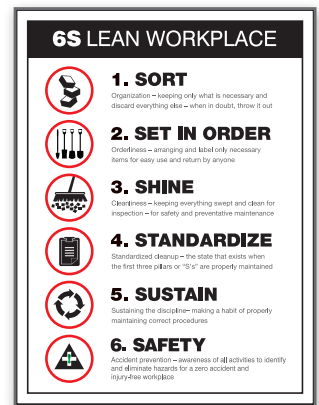 6S LEAN WORKPLACE
1. SORT
Organization – keeping only what is necessary and
discard everything else – when in doubt, throw it out
2. SET IN ORDER
Orderliness – arranging and label only necessary
items for easy use and return by anyone
3. SHINE
Cleanliness – keeping everything swept and clean for
inspection – for safety and preventative maintenance
4. STANDARDIZE
Standardized cleanup – the state that exists when
the first three pillars or “S's” are properly maintained
5. SUSTAIN
Sustaining the discipline– making a habit of properly
maintaining correct procedures
6. SAFETY
Accident prevention – awareness of all activities to identify
and eliminate hazards for a zero accident and
injury-free workplace